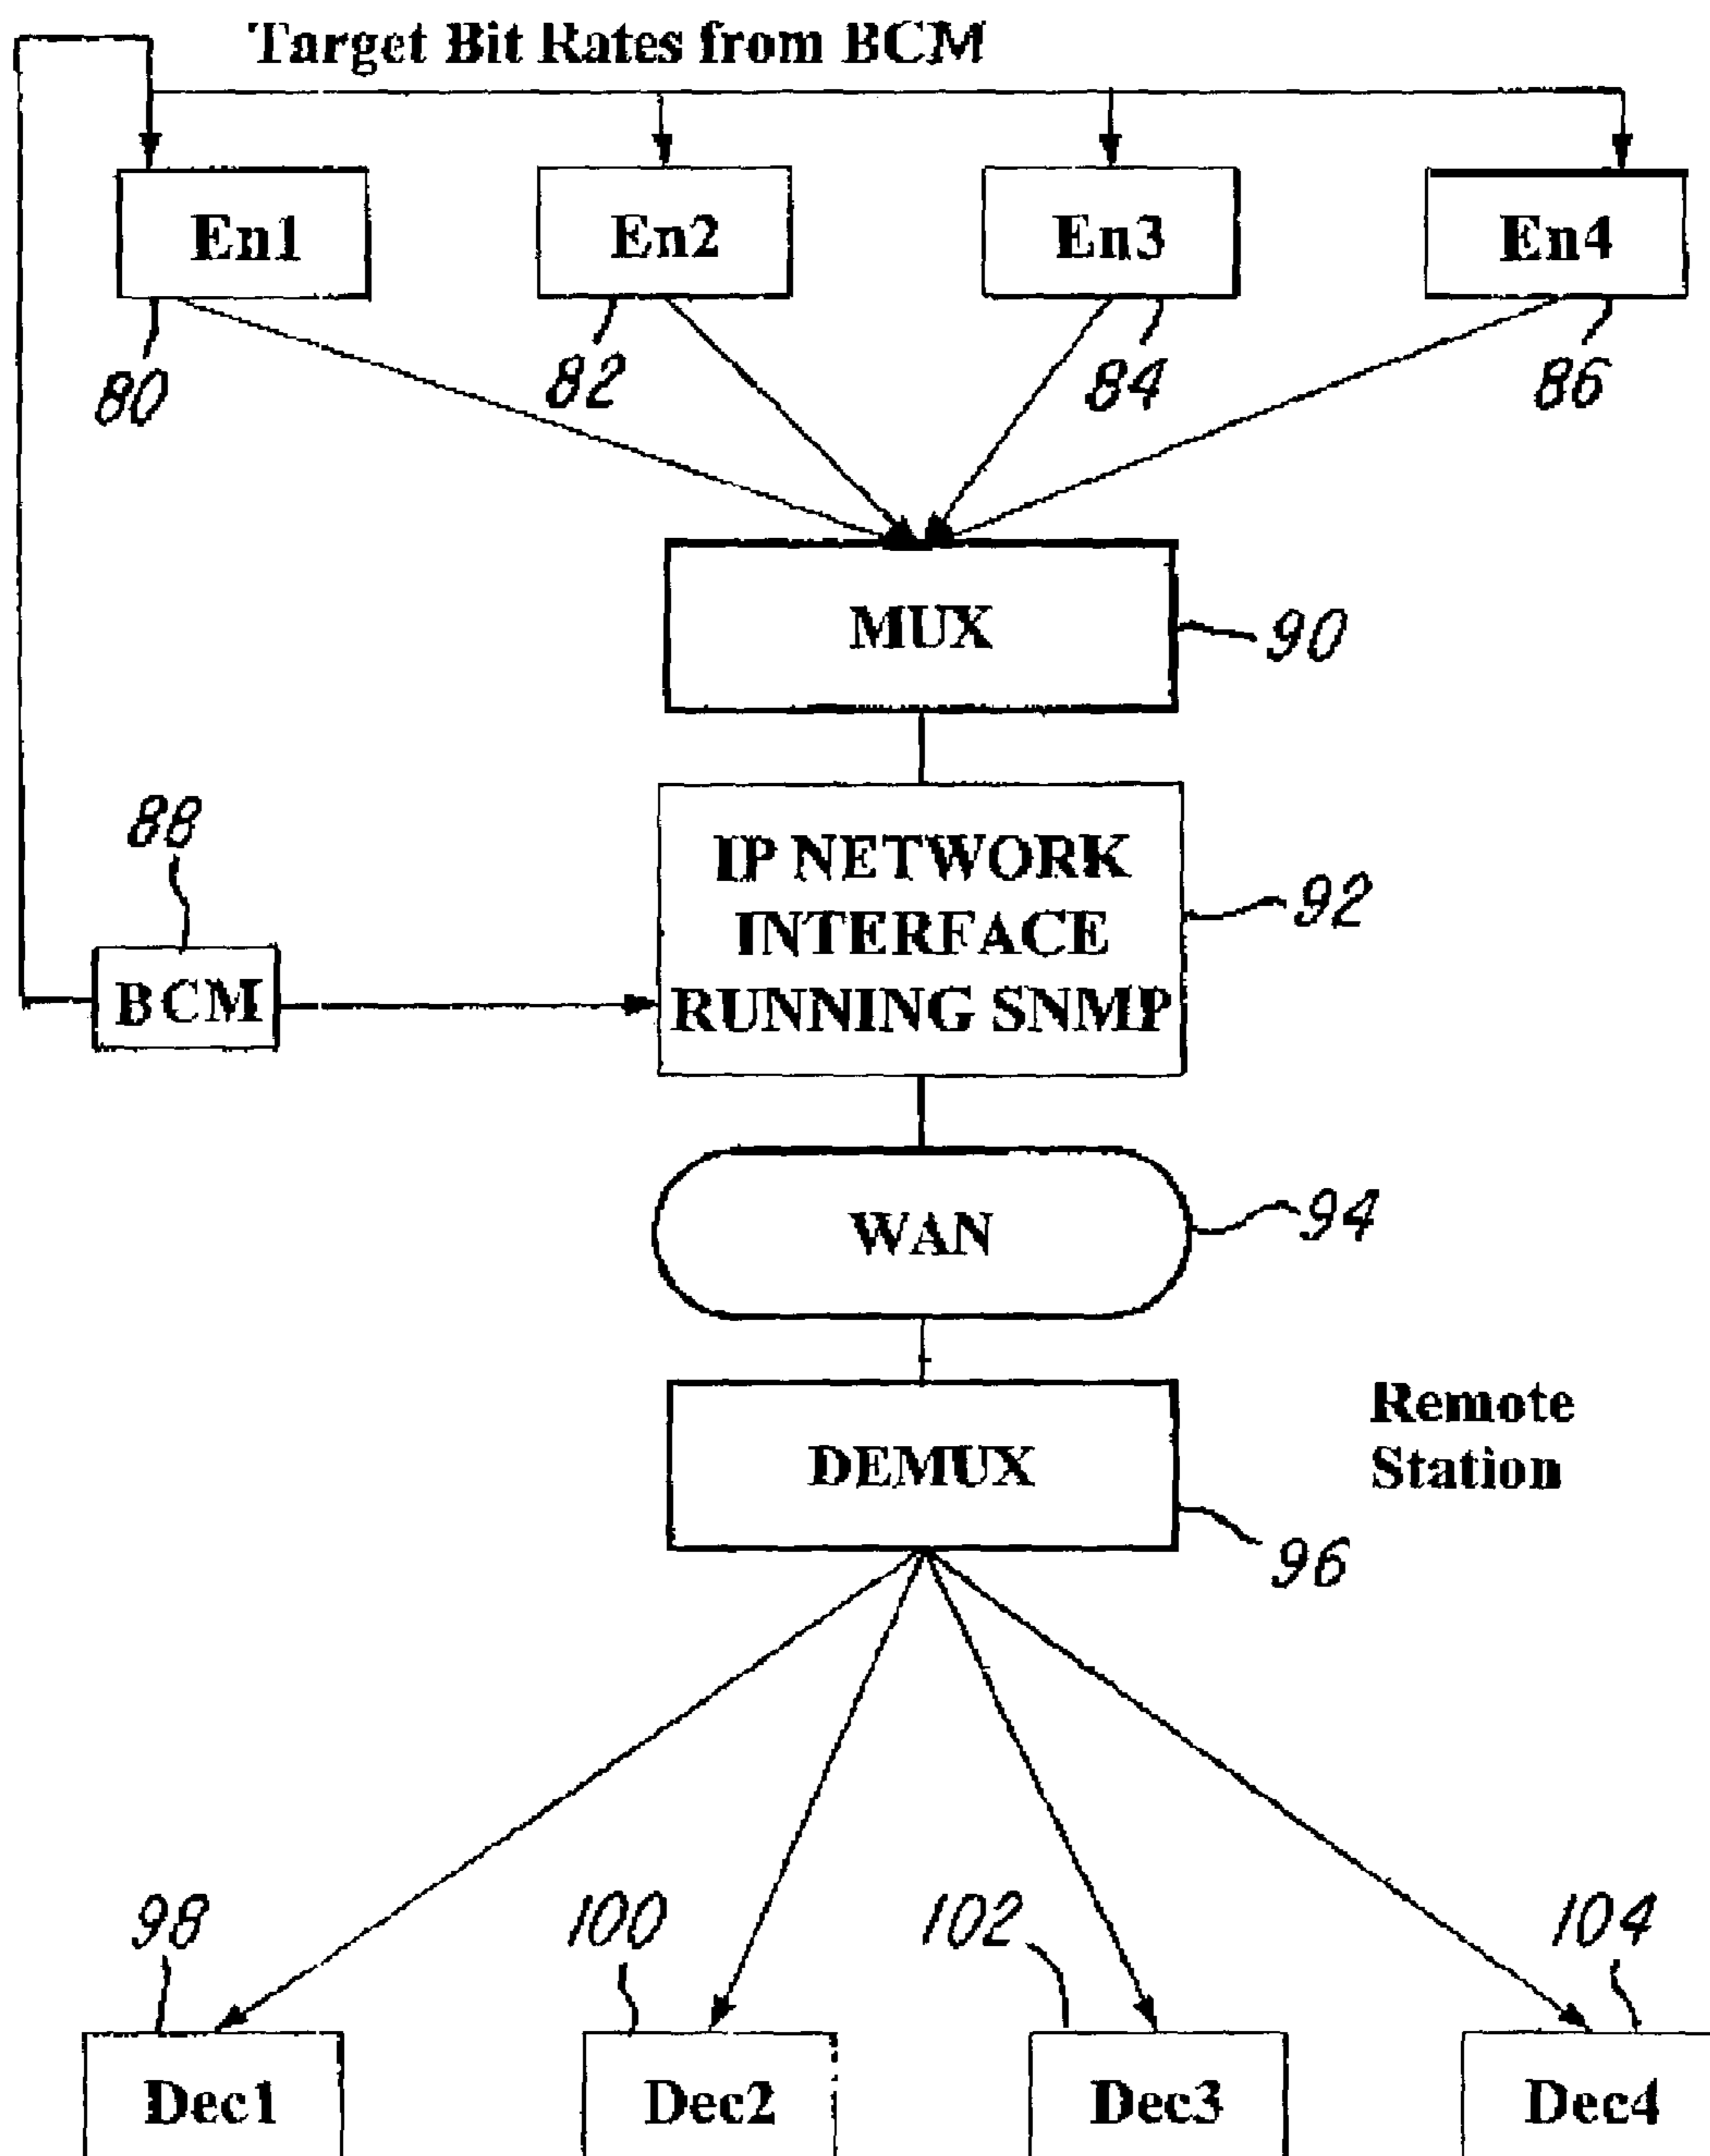 Target Bit Rates from BCM
En1 En2 En3 En4
80 82 84 86
MUX
90
88
IP NETWORK
INTERFACE
RUNNING SNMP
92
BCM
WAN
94
Remote
Station
DEMUX
96
98 100 102 104
Dec1 Dec2 Dec3 Dec4